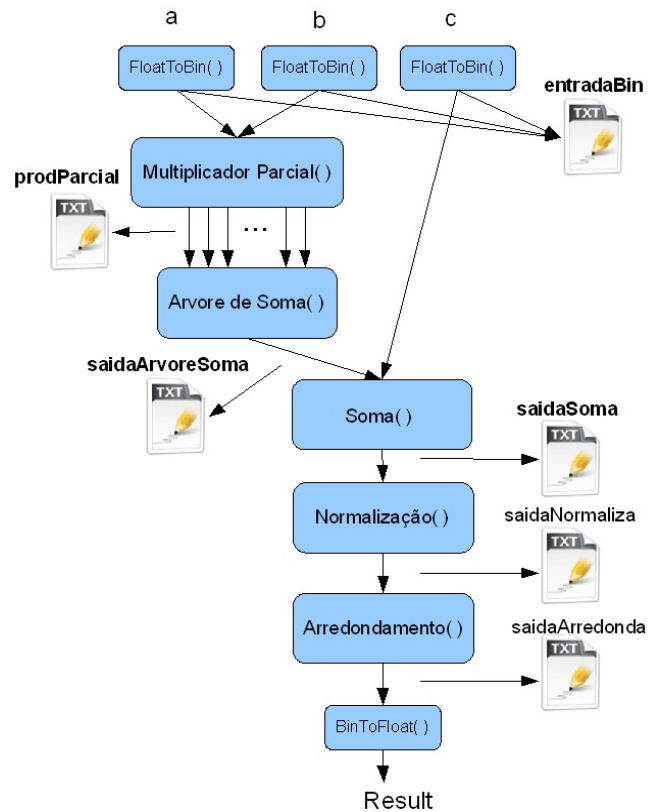 a
b
c
FloatToBin( )
FloatToBin( )
FloatToBin( )
entradaBin
TXT
Multiplicador Parcial( )
prodParcial
TXT
...
Arvore de Soma( )
saidaArvoreSoma
TXT
Soma( )
saidaSoma
TXT
Normalização( )
saidaNormaliza
TXT
Arredondamento( )
saidaArredonda
TXT
BinToFloat( )
Result